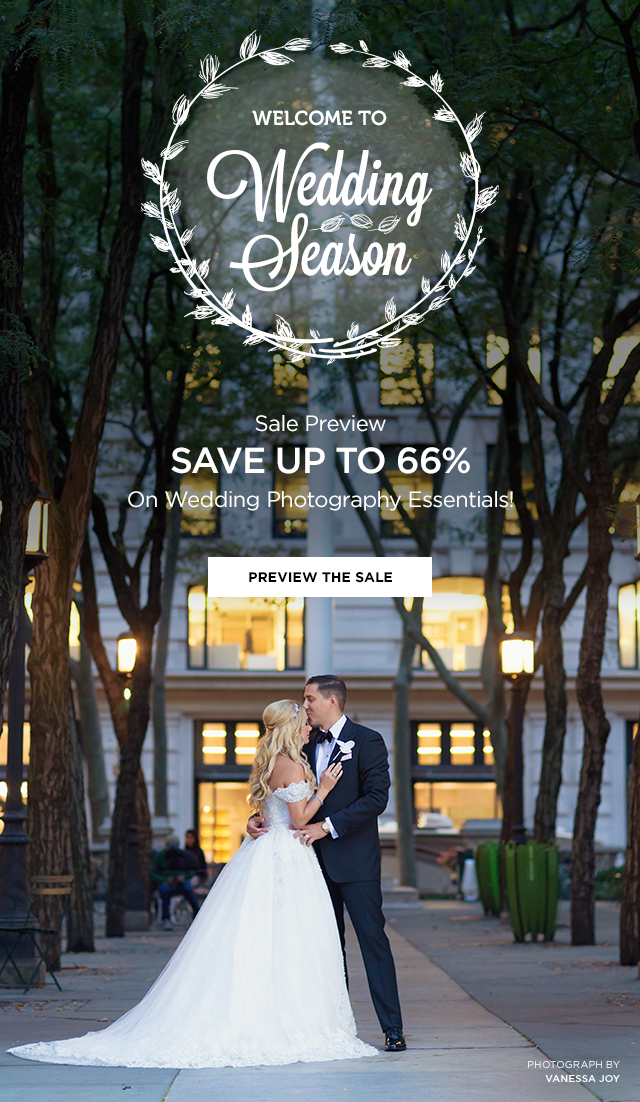 WELCOME TO
Wedding
Season
Sale Preview
SAVE UP TO 66%
On Wedding Photography Essentials!
PREVIEW THE SALE
PHOTOGRAPH BY
VANESSA JOY